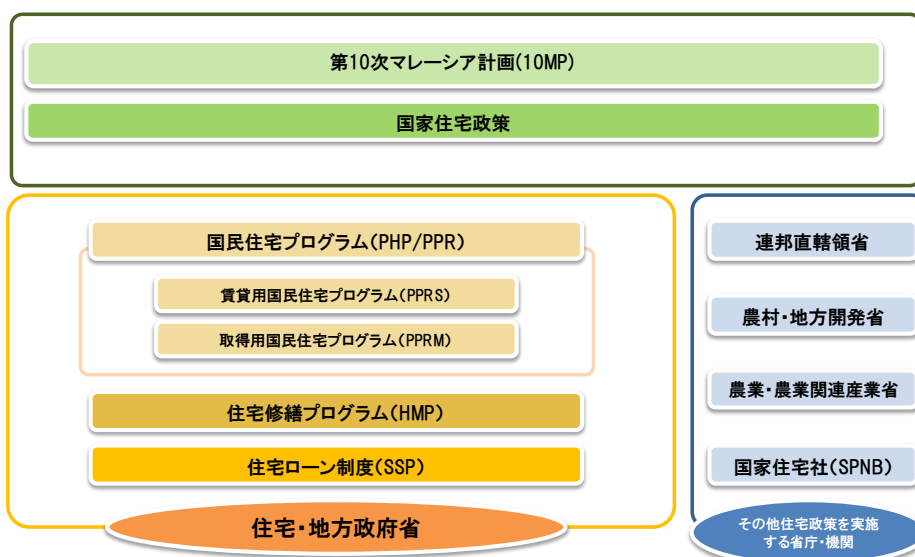 第10次マレーシア計画(10MP)
国家住宅政策
国民住宅プログラム(PHP/PPR)
賃貸用国民住宅プログラム(PPRS)
取得用国民住宅プログラム(PPRM)
住宅修繕プログラム(HMP)
住宅ローン制度(SSP)
住宅・地方政府省
連邦直轄領省
農村・地方開発省
農業・農業関連産業省
国家住宅社(SPNB)
その他住宅政策を実施
する省庁・機関